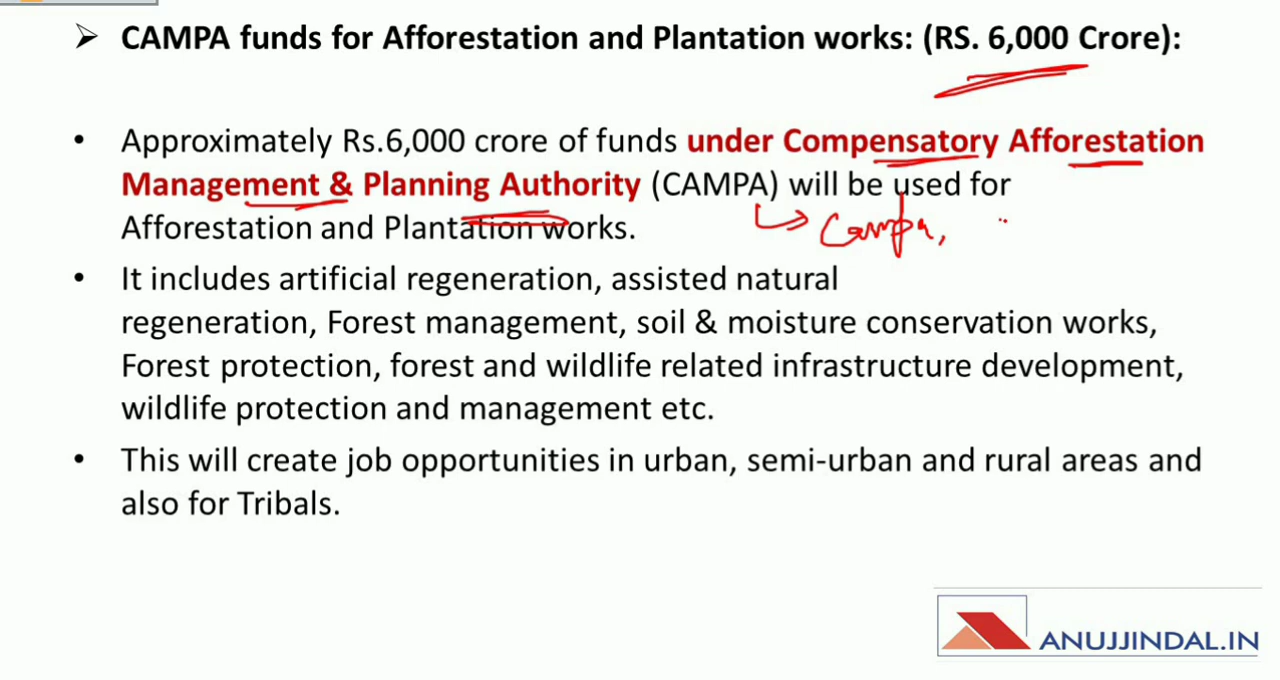 ➢ CAMPA funds for Afforestation and Plantation works: (RS. 6,000 Crore):
• Approximately Rs.6,000 crore of funds under Compensatory Afforestation
Management & Planning Authority (CAMPA) will be used for
Campa,
Afforestation and Plantation works.
• It includes artificial regeneration, assisted natural
regeneration, Forest management, soil & moisture conservation works,
Forest protection, forest and wildlife related infrastructure development,
wildlife protection and management etc.
• This will create job opportunities in urban, semi-urban and rural areas and
also for Tribals.
ANUJJINDAL.IN